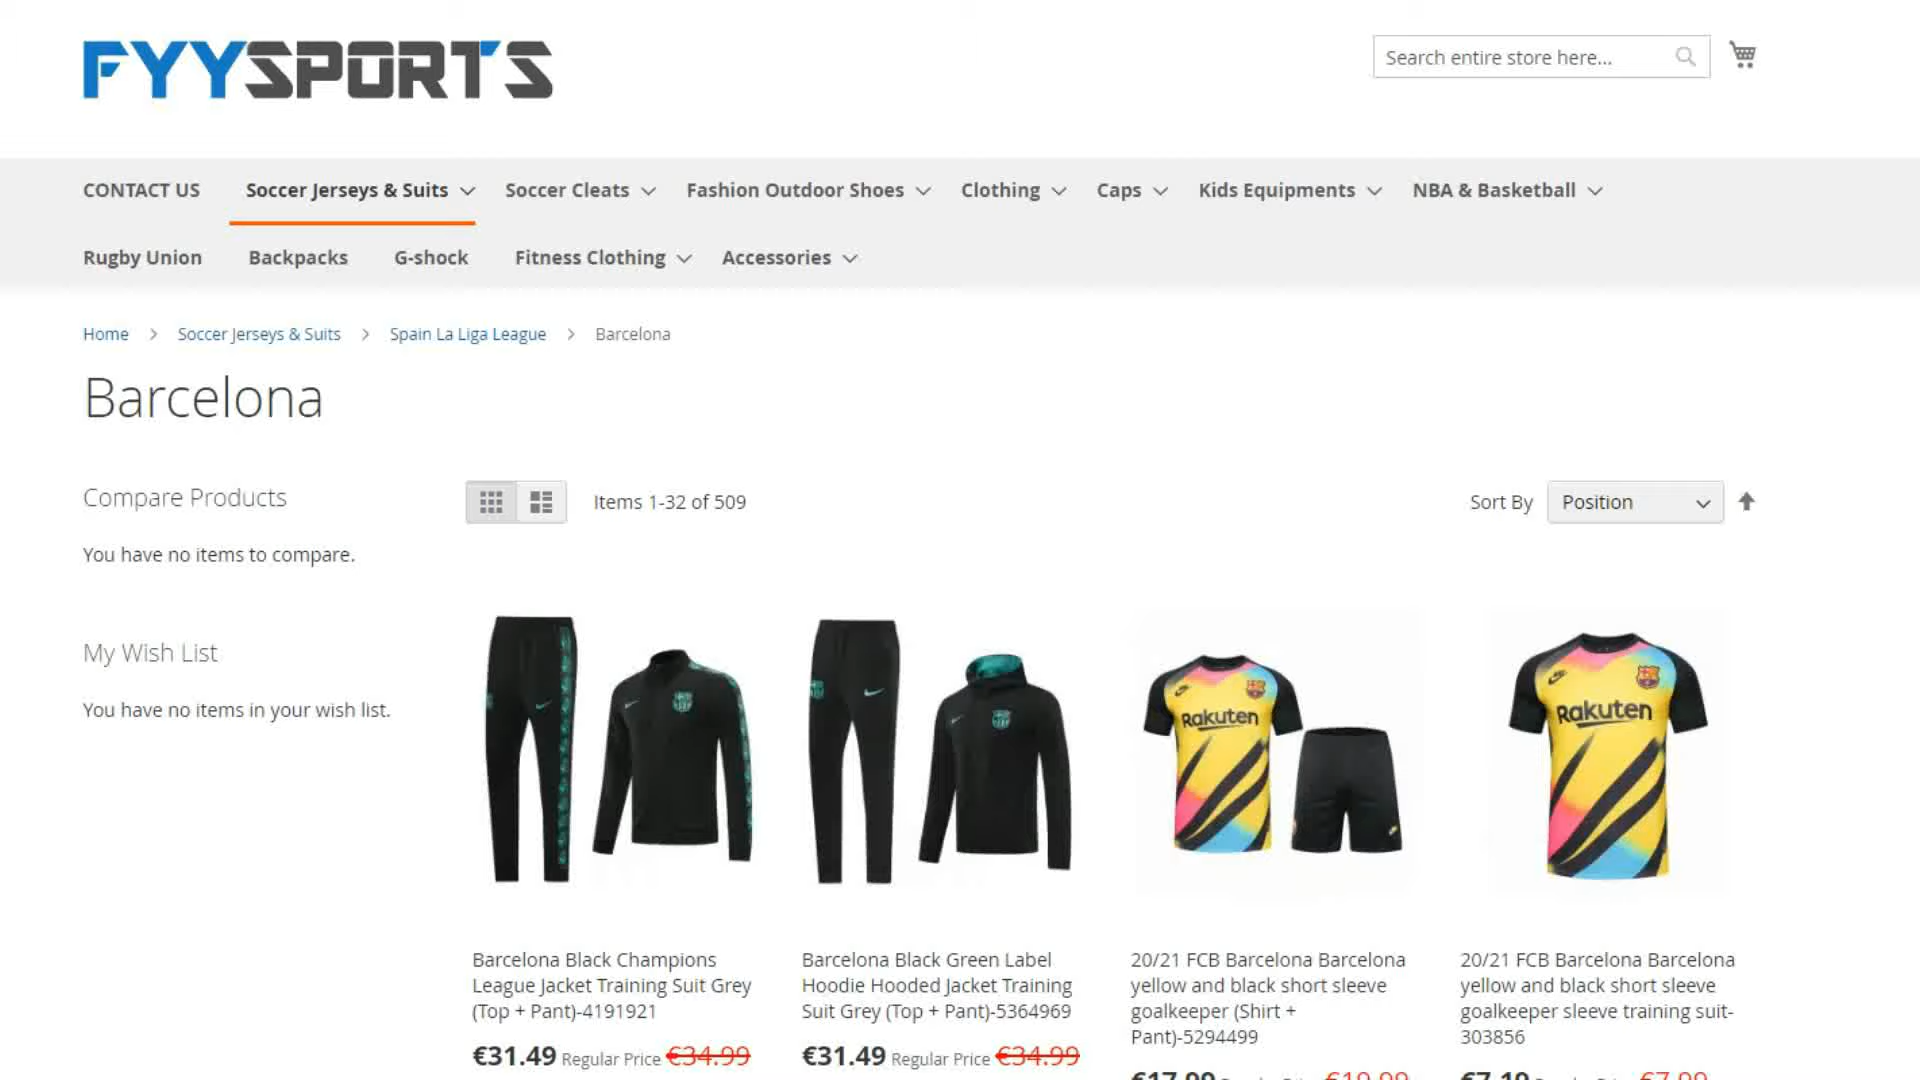 FYYSPORTS
Search entire store here...
CONTACT US Soccer Jerseys & Suits Soccer Cleats Fashion Outdoor Shoes Clothing Caps Kids Equipments NBA & Basketball
Rugby Union Backpacks G-shock Fitness Clothing Accessories
Home > Soccer Jerseys & Suits > Spain La Liga League > Barcelona
Barcelona
Compare Products
Items 1-32 of 509
Sort By Position
You have no items to compare.
My Wish List
You have no items in your wish list.
Rakuten
Rakuten
Barcelona Black Champions
League Jacket Training Suit Grey
(Top + Pant)-4191921
€31.49 Regular Price €34.99
Barcelona Black Green Label
Hoodie Hooded Jacket Training
Suit Grey (Top + Pant)-5364969
€31.49 Regular Price €34.99
20/21 FCB Barcelona Barcelona
yellow and black short sleeve
goalkeeper (Shirt +
Pant)-5294499
20/21 FCB Barcelona Barcelona
yellow and black short sleeve
goalkeeper sleeve training suit-
303856